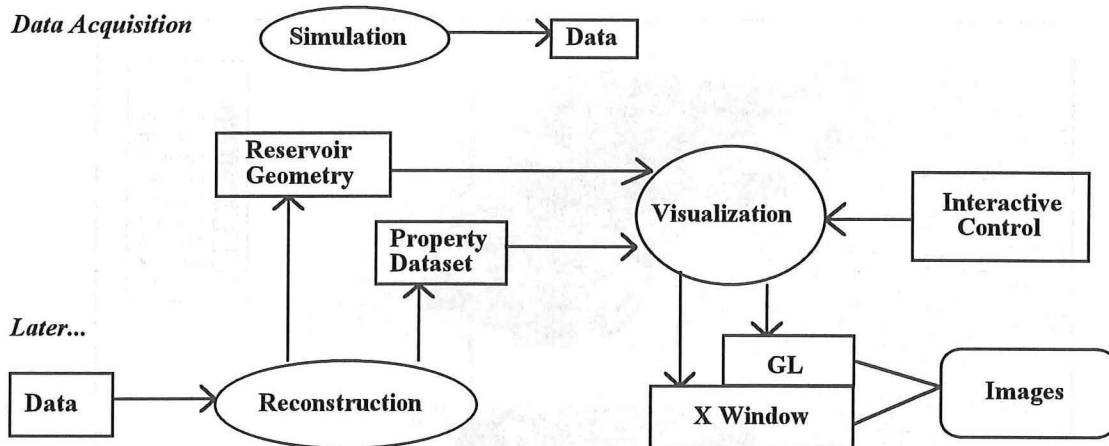 Data Acquisition
Simulation
Data
Reservoir
Geometry
Property
Dataset
Visualization
Interactive
Control
Later...
Data
Reconstruction
GL
X Window
Images